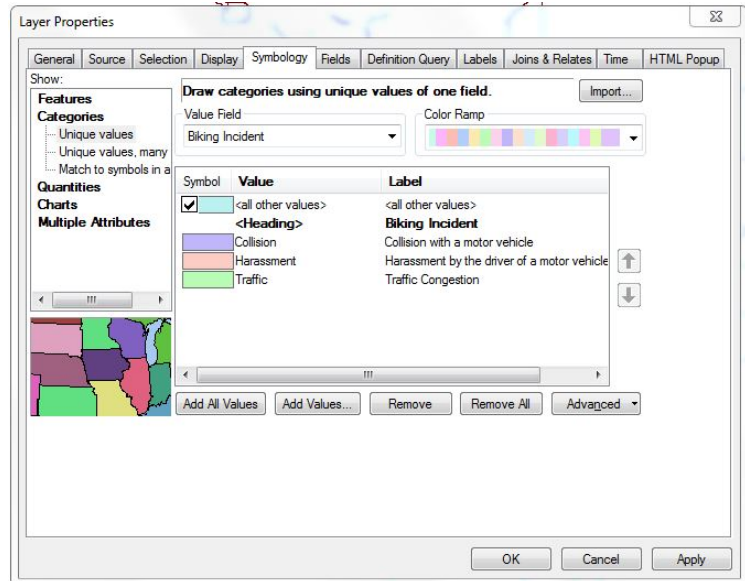 Layer Properties
General Source Selection Display Symbology Fields Definition Query Labels Joins & Relates Time HTML Popup
Show:
Features
Categories
Unique values
Unique values, many
Match to symbols in a
Quantities
Charts
Multiple Attributes
Draw categories using unique values of one field.
Import...
Value Field
Biking Incident
Color Ramp
Symbol Value Label
<all other values> <all other values>
<Heading> Biking Incident
Collision Collision with a motor vehicle
Harassment Harassment by the driver of a motor vehicle
Traffic Traffic Congestion
Add All Values Add Values... Remove Remove All Advanced
OK Cancel Apply